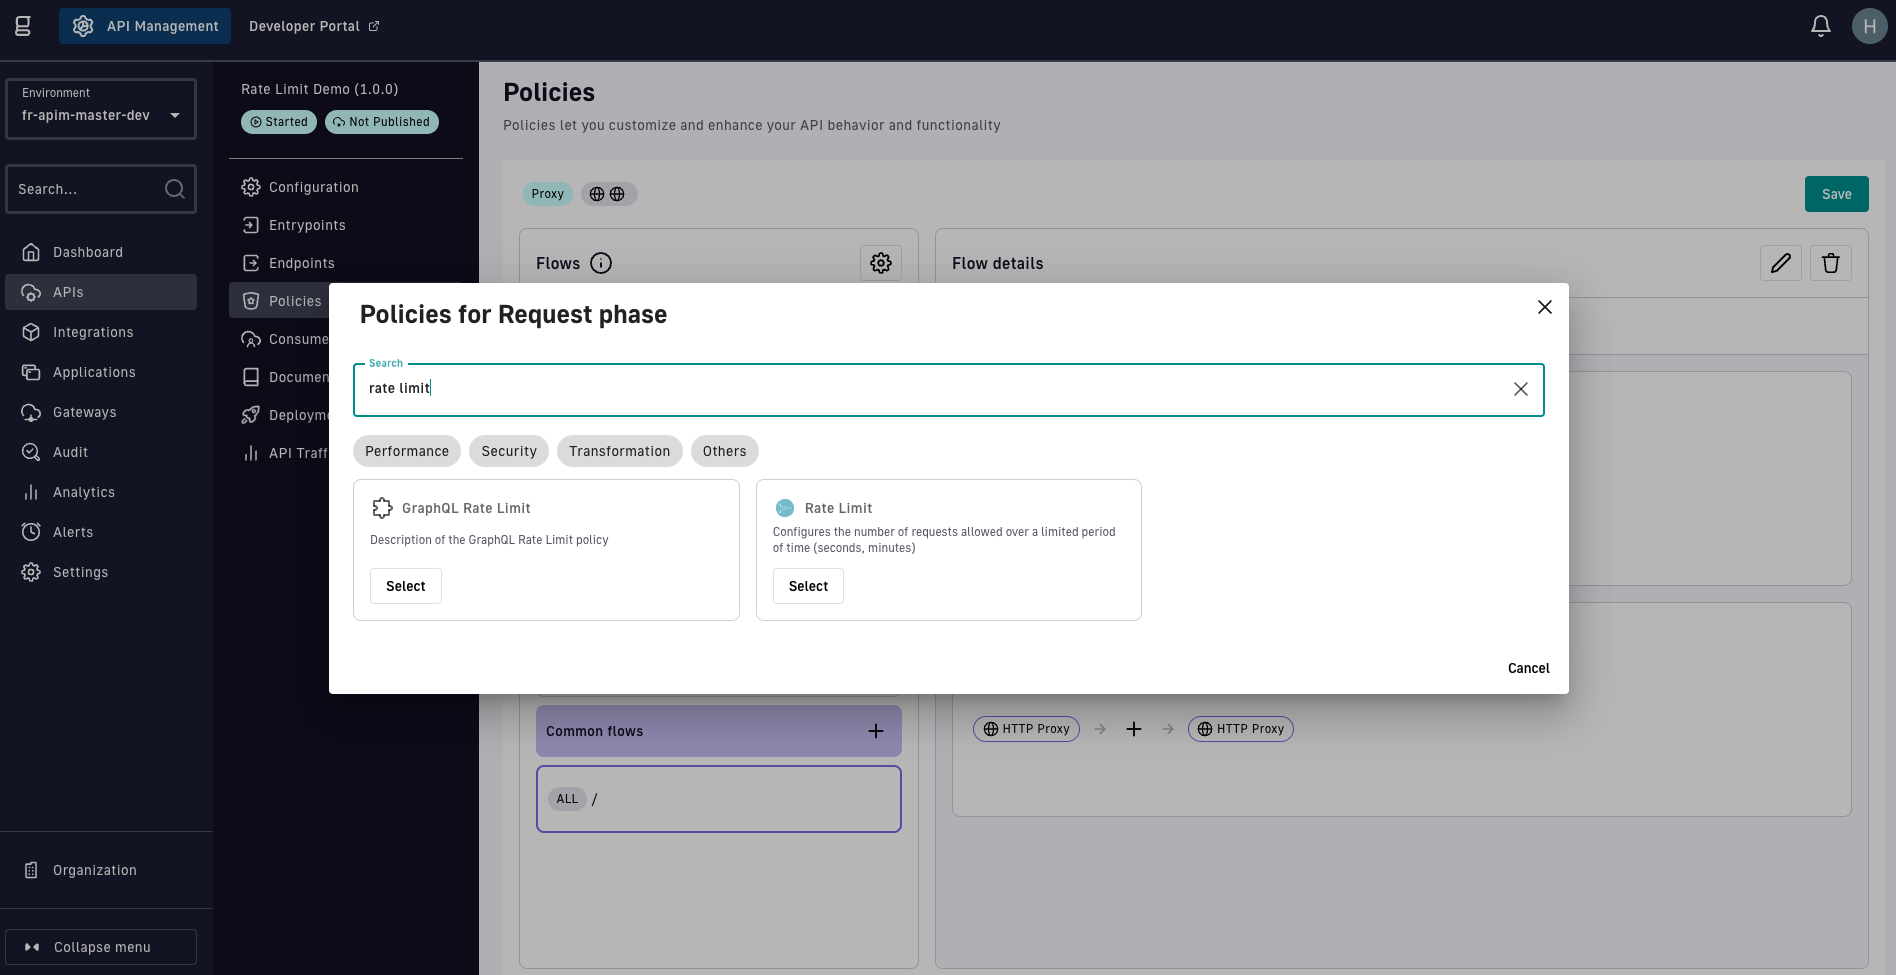 API Management
Developer Portal
H
Environment
fr-apim-master-dev
Search...
Dashboard
APIs
Integrations
Applications
Gateways
Audit
Analytics
Alerts
Settings
Organization
Collapse menu
Rate Limit Demo (1.0.0)
Started
Not Published
Configuration
Entrypoints
Endpoints
Policies
Consume
Documen
Deployme
API Traff
Policies
Policies let you customize and enhance your API behavior and functionality
Proxy
Save
Flows
Flow details
Policies for Request phase
Search
rate limit
Performance
Security
Transformation
Others
GraphQL Rate Limit
Description of the GraphQL Rate Limit policy
Select
Rate Limit
Configures the number of requests allowed over a limited period
of time (seconds, minutes)
Select
Cancel
Common flows
ALL /
HTTP Proxy
HTTP Proxy